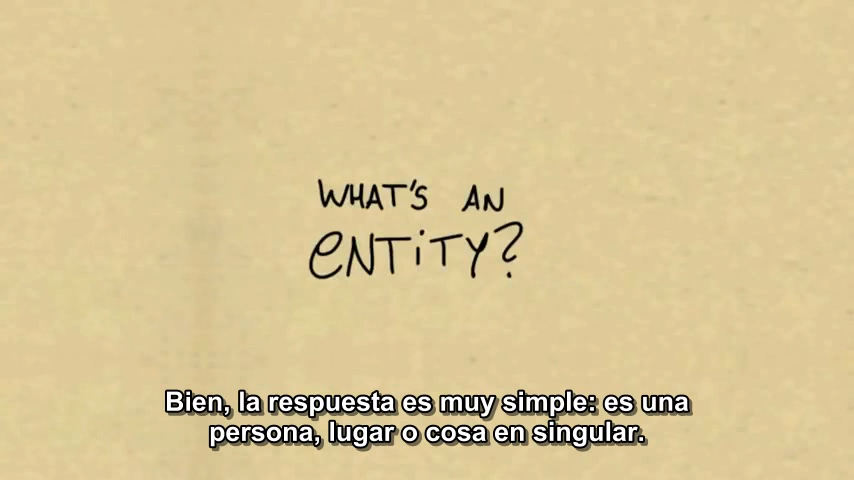 WHAT'S AN
ENTITY?
Bien, la respuesta es muy simple: es una
persona, lugar o cosa en singular.